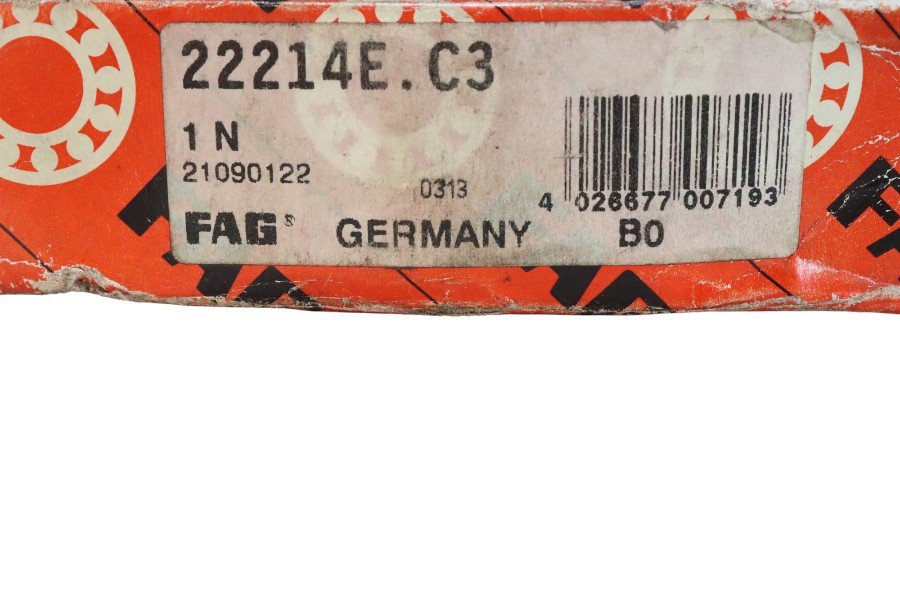 22214E.C3
1 N
21090122
0313
4 026677 007193
FAG® GERMANY B0